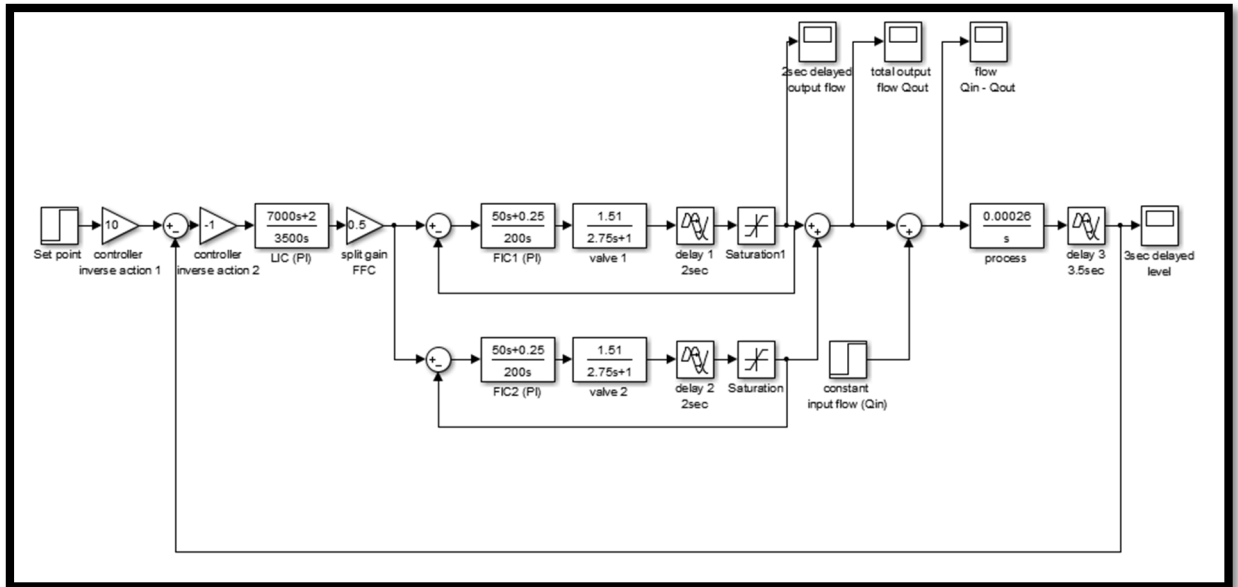 2sec delayed
output flow
total output
flow Qout
flow
Qin - Qout
Set point
10
controller
inverse action 1
+
-
-1
controller
inverse action 2
7000s+2
3500s
LIC (PI)
0.5
split gain
FFC
+
-
50s+0.25
200s
FIC1 (PI)
1.51
2.75s+1
valve 1
delay 1
2sec
Saturation1
+
+
-
+
0.00026
s
process
delay 3
3.5sec
3sec delayed
level
+
-
50s+0.25
200s
FIC2 (PI)
1.51
2.75s+1
valve 2
delay 2
2sec
Saturation
constant
input flow (Qin)